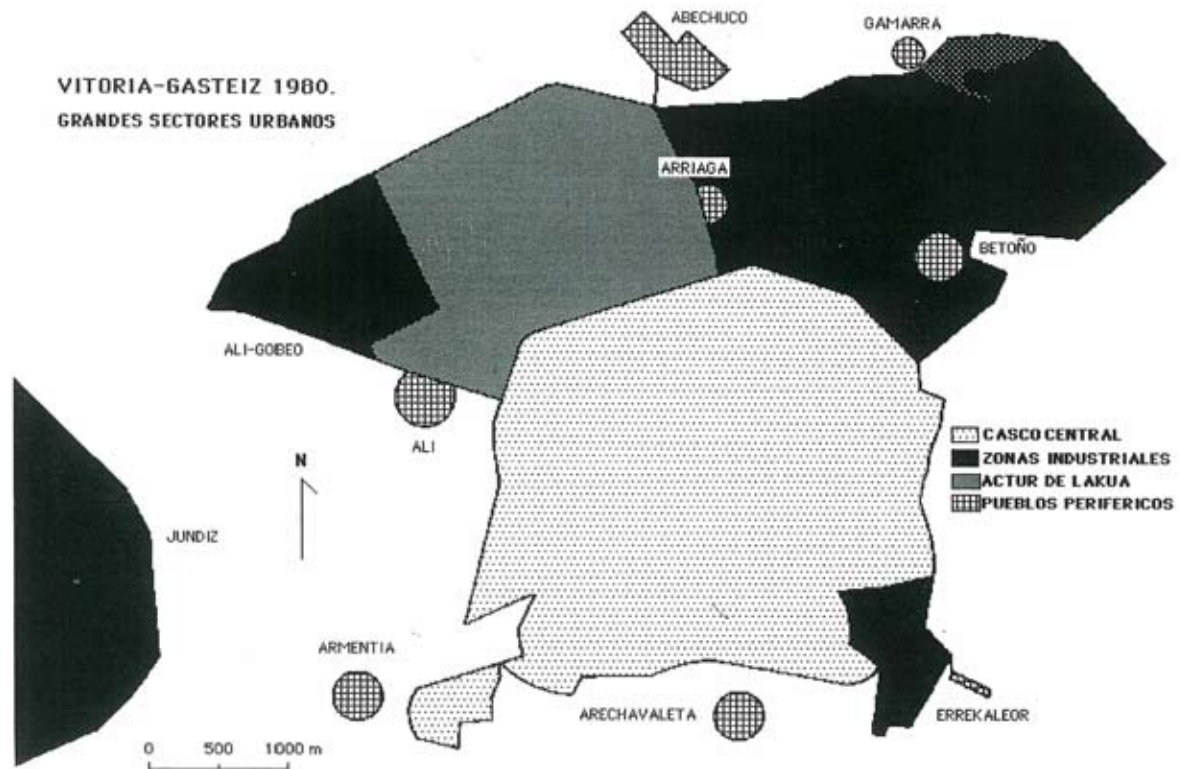 ABECHUCO
GAMARRA
VITORIA-GASTEIZ 1980.
GRANDES SECTORES URBANOS
ARRIAGA
BETOÑO
ALI-GOBEO
ALI
CASCO CENTRAL
ZONAS INDUSTRIALES
ACTUR DE LAKUA
PUEBLOS PERIFERICOS
N
JUNDIZ
ARMENTIA
ARECHAVALETA
ERREKALEOR
0 500 1000 m